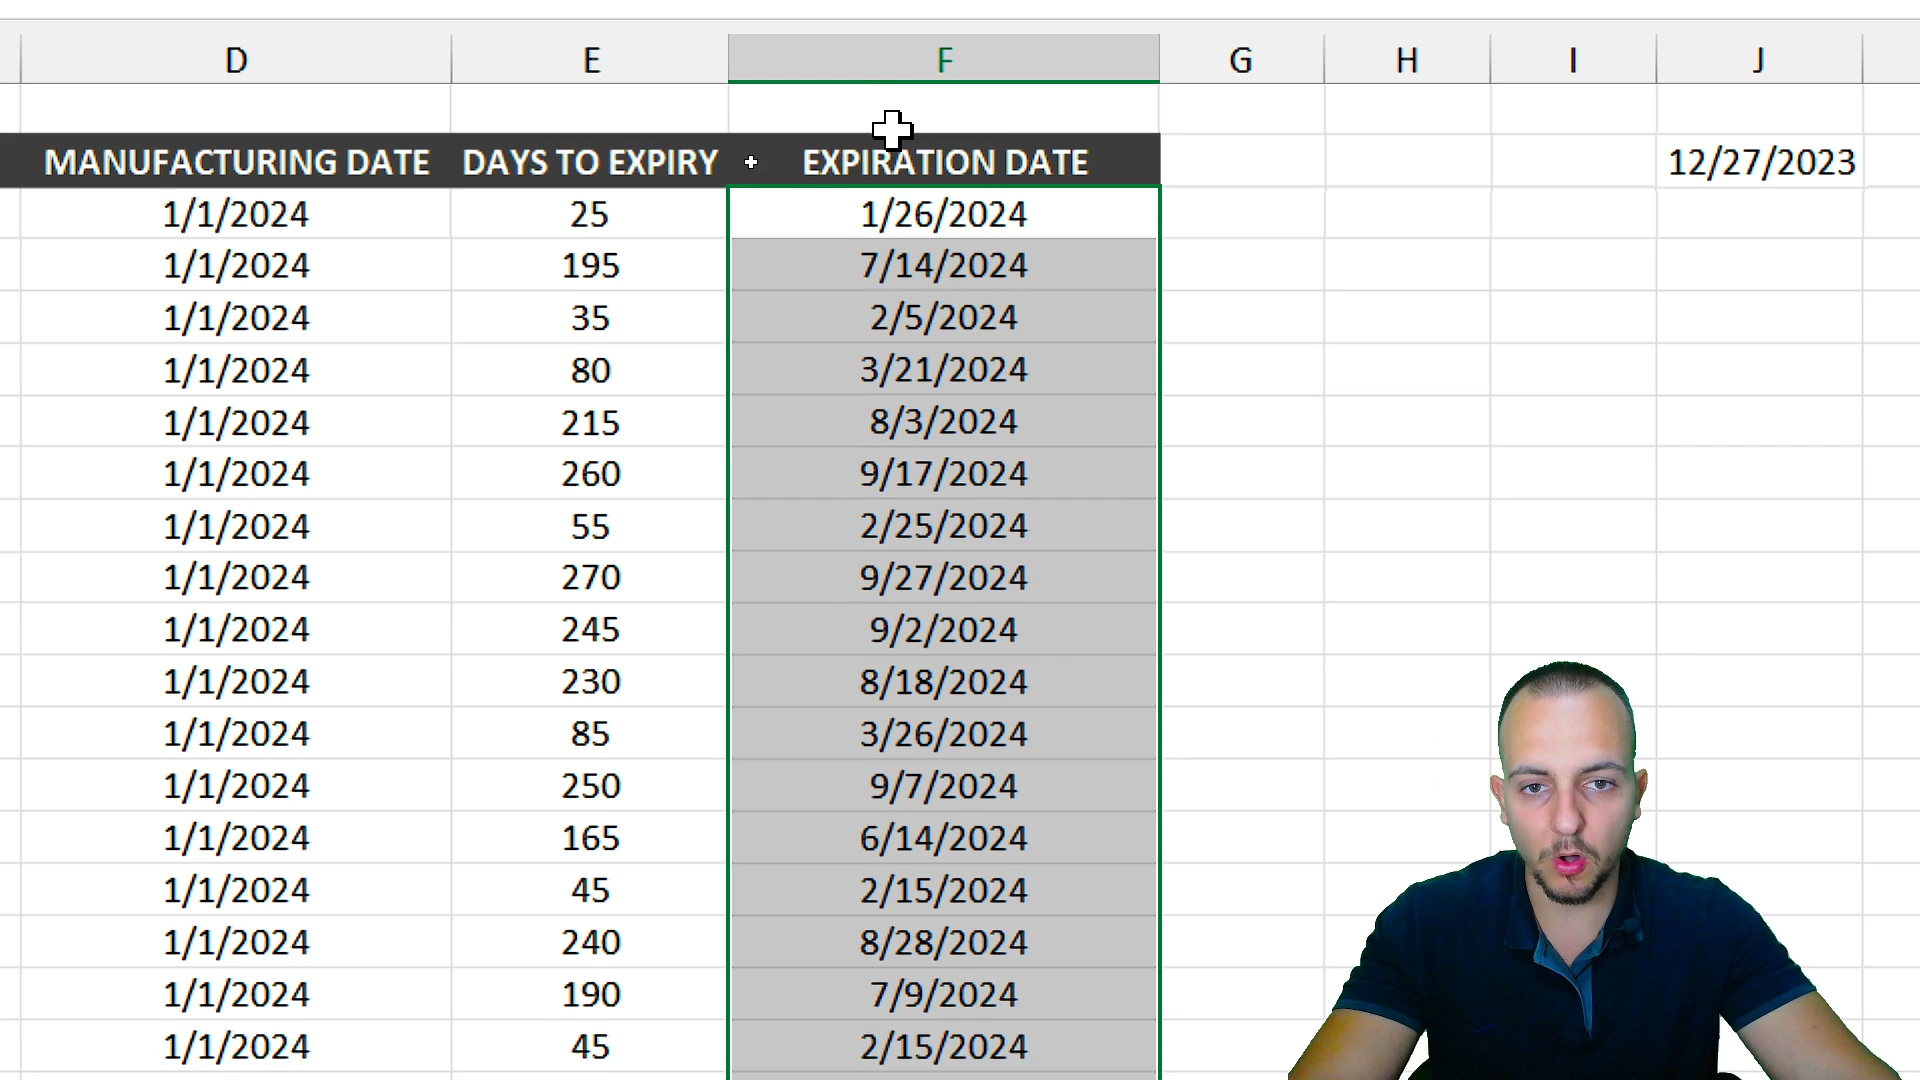 D E F G H I J
MANUFACTURING DATE DAYS TO EXPIRY EXPIRATION DATE 12/27/2023
1/1/2024 25 1/26/2024
1/1/2024 195 7/14/2024
1/1/2024 35 2/5/2024
1/1/2024 80 3/21/2024
1/1/2024 215 8/3/2024
1/1/2024 260 9/17/2024
1/1/2024 55 2/25/2024
1/1/2024 270 9/27/2024
1/1/2024 245 9/2/2024
1/1/2024 230 8/18/2024
1/1/2024 85 3/26/2024
1/1/2024 250 9/7/2024
1/1/2024 165 6/14/2024
1/1/2024 45 2/15/2024
1/1/2024 240 8/28/2024
1/1/2024 190 7/9/2024
1/1/2024 45 2/15/2024